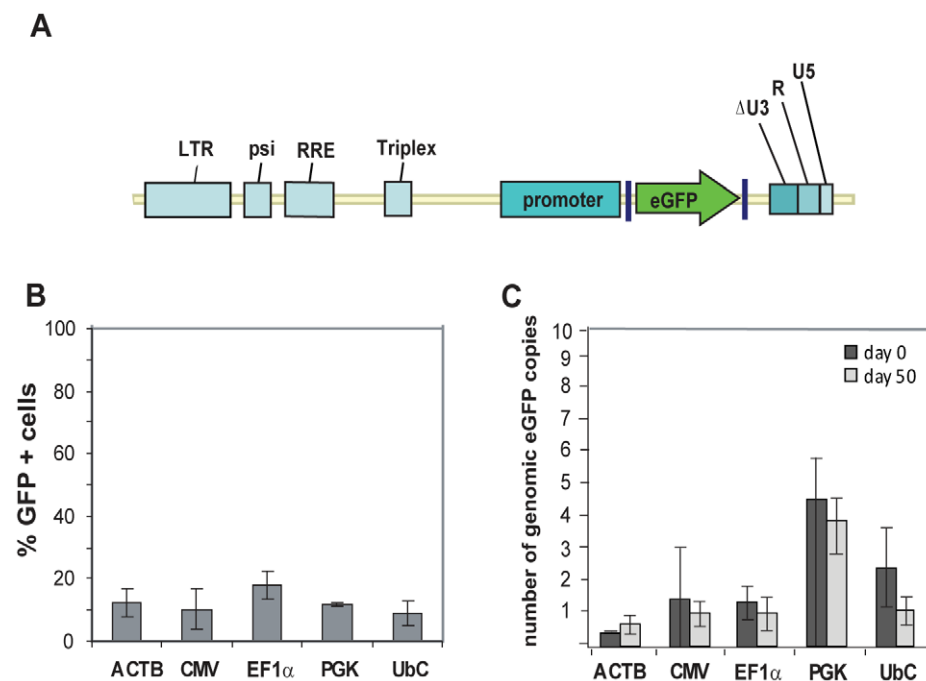 A
U5
R
ΔU3
LTR psi RRE Triplex
promoter eGFP
B
% GFP + cells
100
80
60
40
20
0
ACTB CMV EF1α PGK UbC
C
number of genomic eGFP copies
10
9
8
7
6
5
4
3
2
1
day 0
day 50
ACTB CMV EF1α PGK UbC